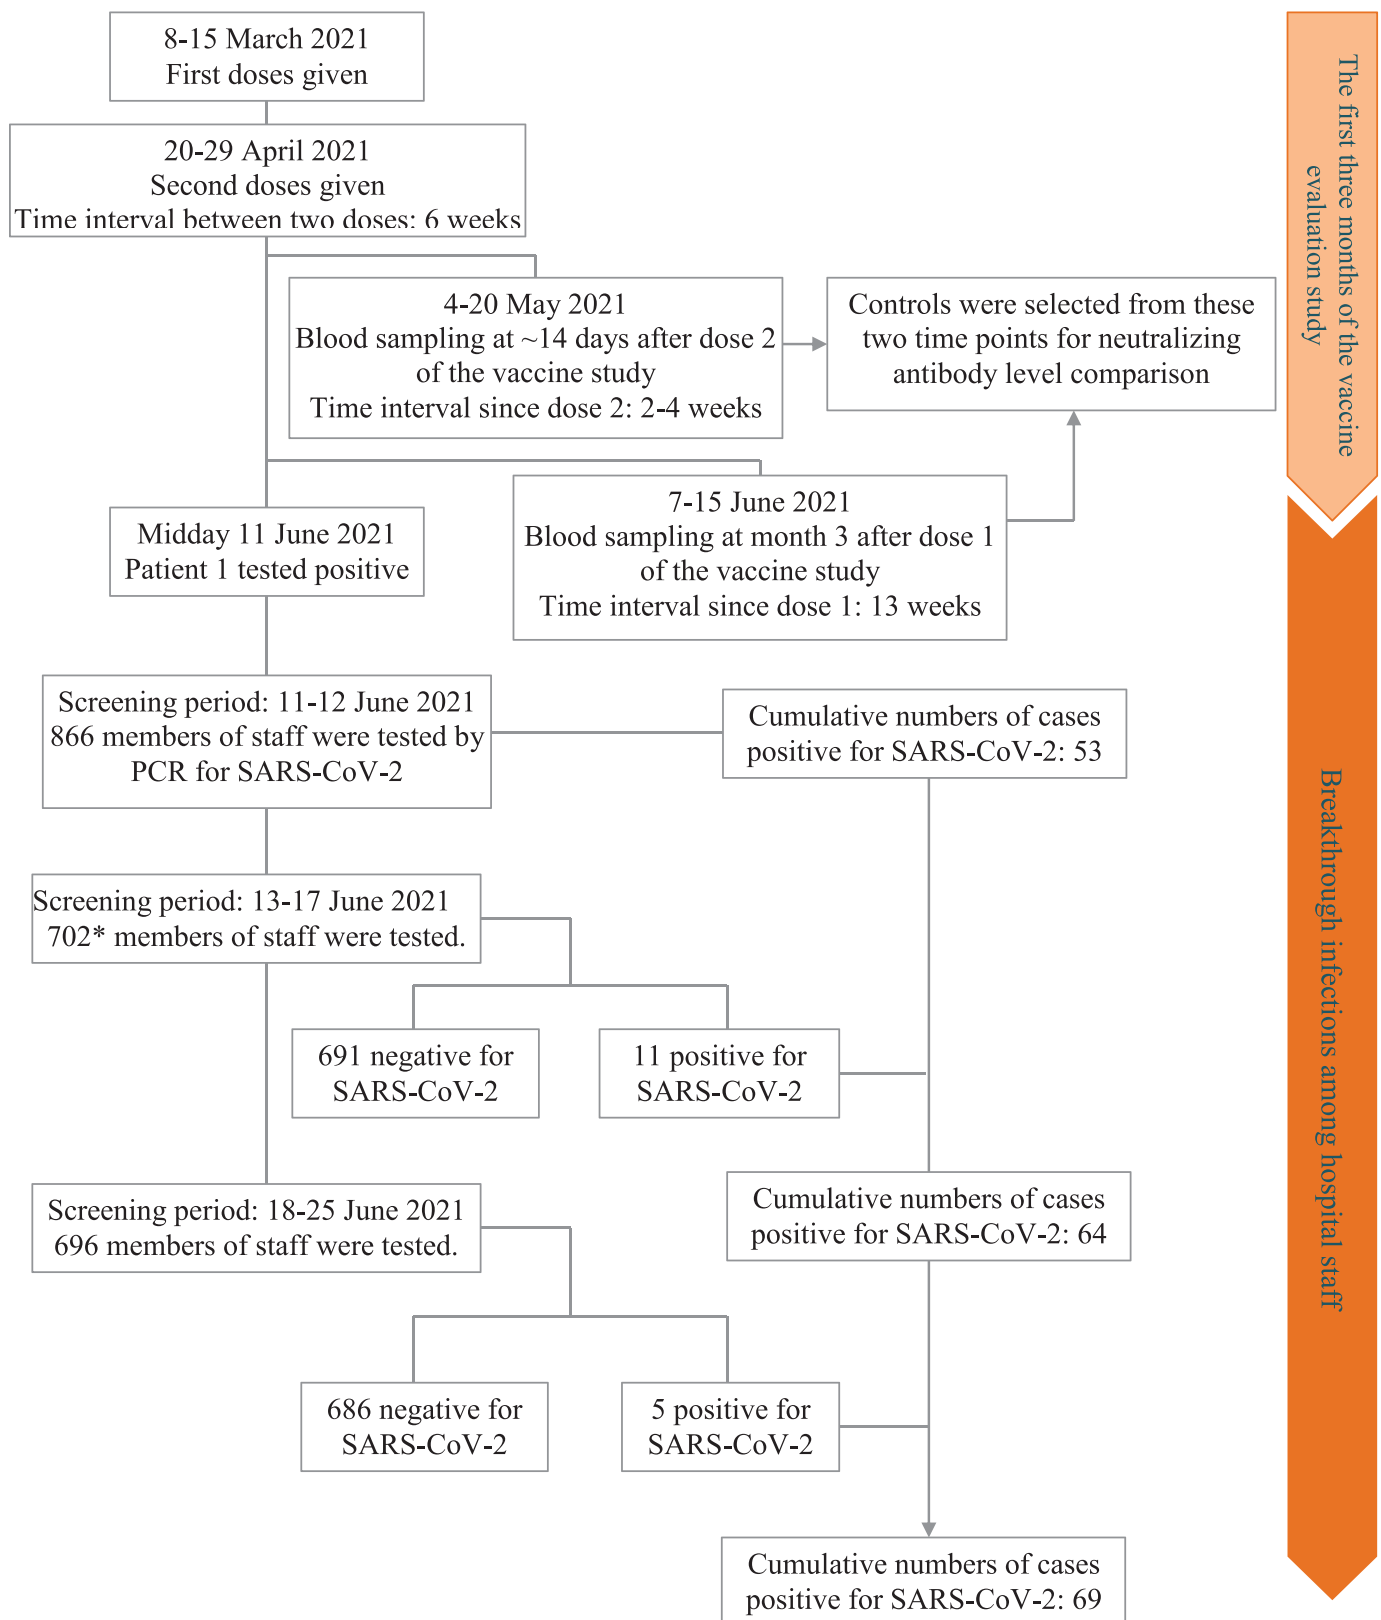 8-15 March 2021
First doses given
20-29 April 2021
Second doses given
Time interval between two doses: 6 weeks
4-20 May 2021
Blood sampling at ~14 days after dose 2
of the vaccine study
Time interval since dose 2: 2-4 weeks
Controls were selected from these
two time points for neutralizing
antibody level comparison
7-15 June 2021
Blood sampling at month 3 after dose 1
of the vaccine study
Time interval since dose 1: 13 weeks
Midday 11 June 2021
Patient 1 tested positive
Screening period: 11-12 June 2021
866 members of staff were tested by
PCR for SARS-CoV-2
Cumulative numbers of cases
positive for SARS-CoV-2: 53
Screening period: 13-17 June 2021
702* members of staff were tested.
691 negative for
SARS-CoV-2
11 positive for
SARS-CoV-2
Cumulative numbers of cases
positive for SARS-CoV-2: 64
Screening period: 18-25 June 2021
696 members of staff were tested.
686 negative for
SARS-CoV-2
5 positive for
SARS-CoV-2
Cumulative numbers of cases
positive for SARS-CoV-2: 69
The first three months of the vaccine
evaluation study
Breakthrough infections among hospital staff